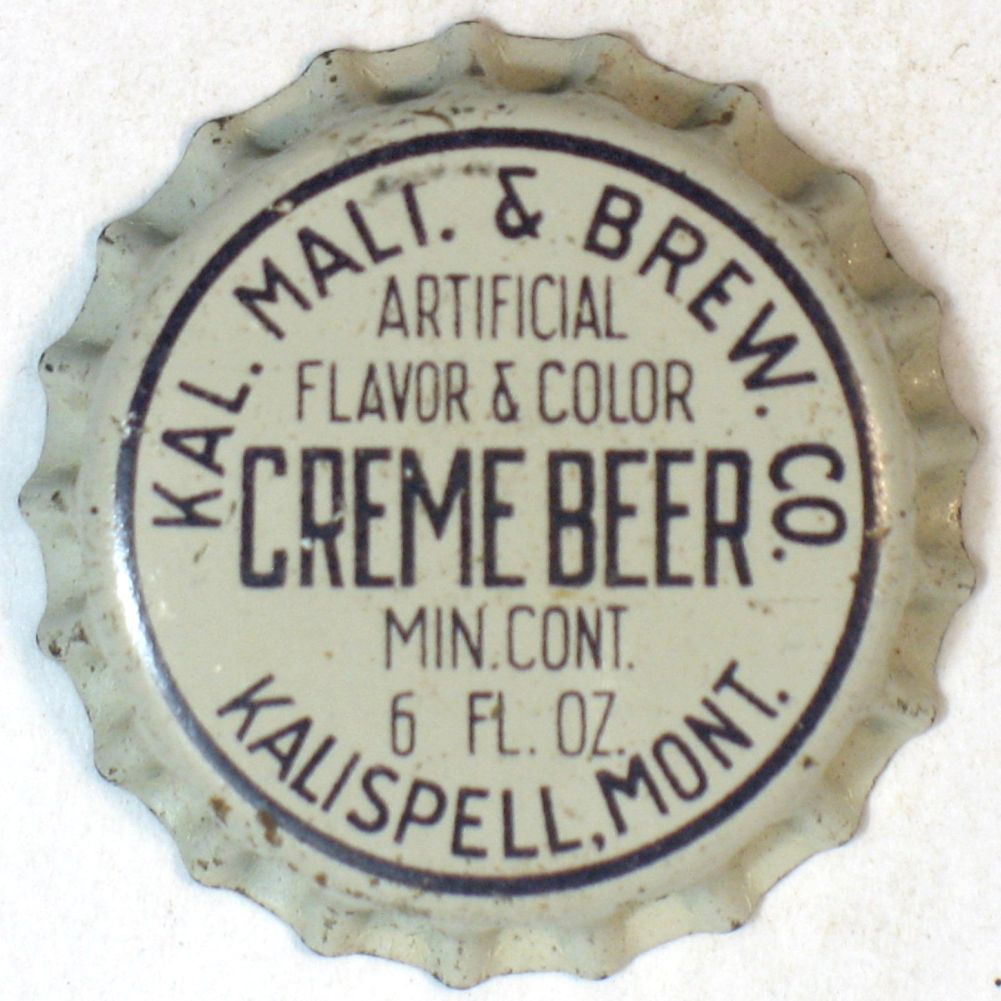 KAL. MALT. & BREW. CO.
ARTIFICIAL
FLAVOR & COLOR
CREME BEER
MIN. CONT.
6 FL. OZ.
KALISPELL, MONT.